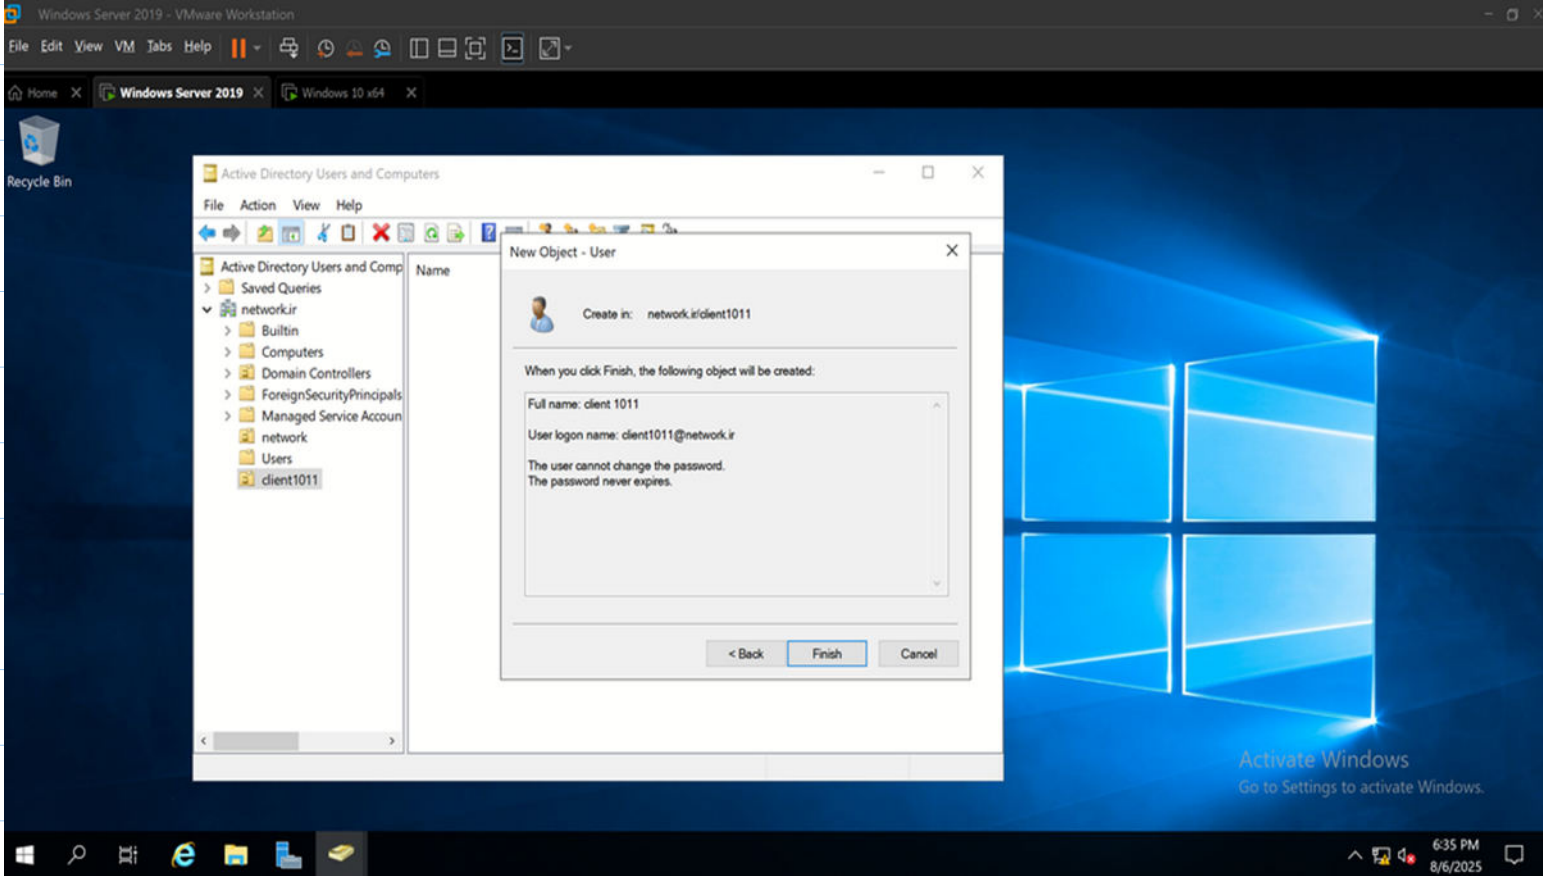 Windows Server 2019 - VMware Workstation
File Edit View VM Tabs Help
Home Windows Server 2019 Windows 10 x64
Recycle Bin
Active Directory Users and Computers
File Action View Help
Active Directory Users and Comp
Saved Queries
network.ir
Builtin
Computers
Domain Controllers
ForeignSecurityPrincipals
Managed Service Accoun
network
Users
client1011
Name
New Object - User
Create in: network.ir/client1011
When you click Finish, the following object will be created:
Full name: client 1011
User logon name: client1011@network.ir
The user cannot change the password.
The password never expires.
< Back Finish Cancel
Activate Windows
Go to Settings to activate Windows.
6:35 PM
8/6/2025